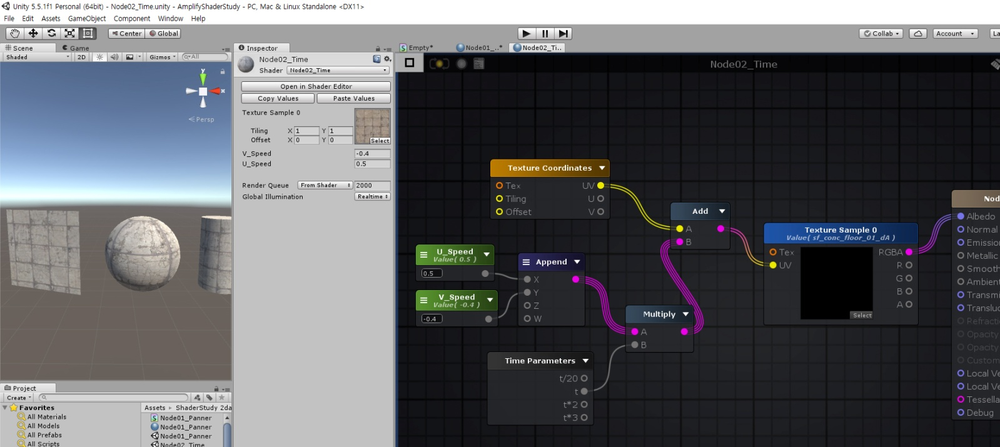 Unity 5.5.1f1 Personal (64bit) - Node02_Time.unity - AmplifyShaderStudy - PC, Mac & Linux Standalone <DX11>
File Edit Assets GameObject Component Window Help
Center Global Collab Account La
Scene Game
Shaded 2D Gizmos All
y
x
Persp
Inspector
Node02_Time
Shader Node02_Time
Open in Shader Editor
Copy Values Paste Values
Texture Sample 0
Tiling X 1 Y 1
Offset X 0 Y 0
Select
V_Speed -0.4
U_Speed 0.5
Render Queue From Shader 2000
Global Illumination Realtime
Empty* Node01_..* Node02_Ti..
Node02_Time
Texture Coordinates
Tex UV
Tiling U
Offset V
U_Speed
Value( 0.5 )
0.5
V_Speed
Value( -0.4 )
-0.4
Append
X
Y
Z
W
Time Parameters
t/20
t
t*2
t*3
Multiply
A
B
Add
A
B
Texture Sample 0
Value( sf_conc_floor_01_dA )
Tex RGBA
UV R
G
B
A
Select
Nod
Albedo
Normal
Emission
Metallic
Smooth
Ambien
Transmi
Transluc
Refracti
Opacity
Opacity
Custom
Local Ve
Local Ve
Tessella
Debug
Project
Create
Favorites
All Materials
All Models
All Prefabs
All Scripts
Assets ShaderStudy 2da
Node01_Panner
Node01_Panner
Node01_Panner
Node02_Time